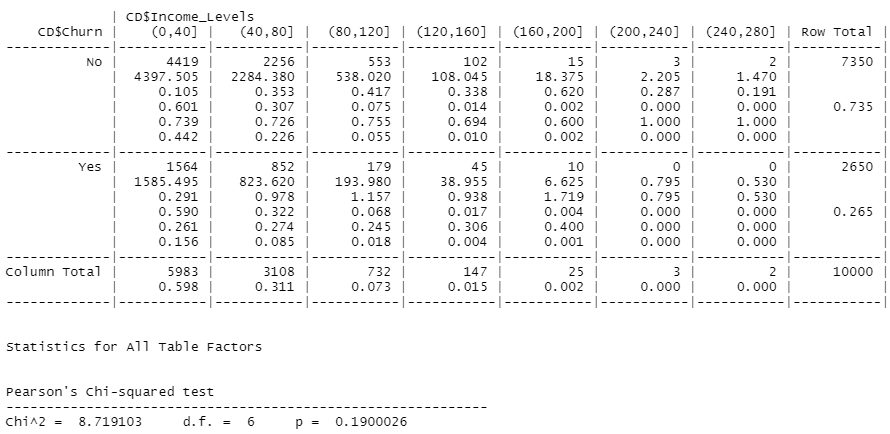 | CD$Income_Levels
CD$Churn | (0,40] | (40,80] | (80,120] | (120,160] | (160,200] | (200,240] | (240,280] | Row Total |
-------------|-----------|-----------|-----------|-----------|-----------|-----------|-----------|-----------|
No | 4419 | 2256 | 553 | 102 | 15 | 3 | 2 | 7350 |
| 4397.505 | 2284.380 | 538.020 | 108.045 | 18.375 | 2.205 | 1.470 | |
| 0.105 | 0.353 | 0.417 | 0.338 | 0.620 | 0.287 | 0.191 | |
| 0.601 | 0.307 | 0.075 | 0.014 | 0.002 | 0.000 | 0.000 | 0.735 |
| 0.739 | 0.726 | 0.755 | 0.694 | 0.600 | 1.000 | 1.000 | |
| 0.442 | 0.226 | 0.055 | 0.010 | 0.002 | 0.000 | 0.000 | |
-------------|-----------|-----------|-----------|-----------|-----------|-----------|-----------|-----------|
Yes | 1564 | 852 | 179 | 45 | 10 | 0 | 0 | 2650 |
| 1585.495 | 823.620 | 193.980 | 38.955 | 6.625 | 0.795 | 0.530 | |
| 0.291 | 0.978 | 1.157 | 0.938 | 1.719 | 0.795 | 0.530 | |
| 0.590 | 0.322 | 0.068 | 0.017 | 0.004 | 0.000 | 0.000 | 0.265 |
| 0.261 | 0.274 | 0.245 | 0.306 | 0.400 | 0.000 | 0.000 | |
| 0.156 | 0.085 | 0.018 | 0.004 | 0.001 | 0.000 | 0.000 | |
-------------|-----------|-----------|-----------|-----------|-----------|-----------|-----------|-----------|
Column Total | 5983 | 3108 | 732 | 147 | 25 | 3 | 2 | 10000 |
| 0.598 | 0.311 | 0.073 | 0.015 | 0.002 | 0.000 | 0.000 | |
-------------|-----------|-----------|-----------|-----------|-----------|-----------|-----------|-----------|
Statistics for All Table Factors
Pearson's Chi-squared test
------------------------------------------------------------
Chi^2 = 8.719103 d.f. = 6 p = 0.1900026